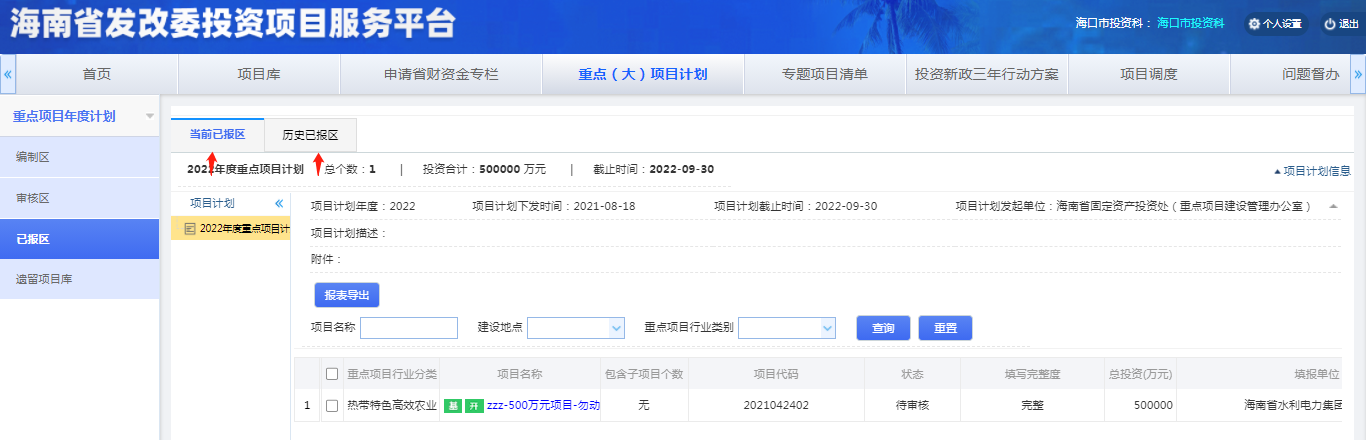 海南省发改委投资项目服务平台
海口市投资科： 海口市投资科 个人设置 退出
« 首页 项目库 申请省财资金专栏 重点（大）项目计划 专题项目清单 投资新政三年行动方案 项目调度 问题督办 »
重点项目年度计划
编制区
审核区
已报区
遗留项目库
当前已报区 历史已报区
2022年度重点项目计划 总个数：1 | 投资合计：500000 万元 | 截止时间：2022-09-30
项目计划信息
项目计划 «
2022年度重点项目计
项目计划年度：2022 项目计划下发时间：2021-08-18 项目计划截止时间：2022-09-30 项目计划发起单位：海南省固定资产投资处（重点项目建设管理办公室）
项目计划描述：
附件：
报表导出
项目名称 建设地点 重点项目行业类别 查询 重置
重点项目行业分类 项目名称 包含子项目个数 项目代码 状态 填写完整度 总投资(万元) 填报单位
1 热带特色高效农业 基 开 zzz-500万元项目-勿动 无 2021042402 待审核 完整 500000 海南省水利电力集团